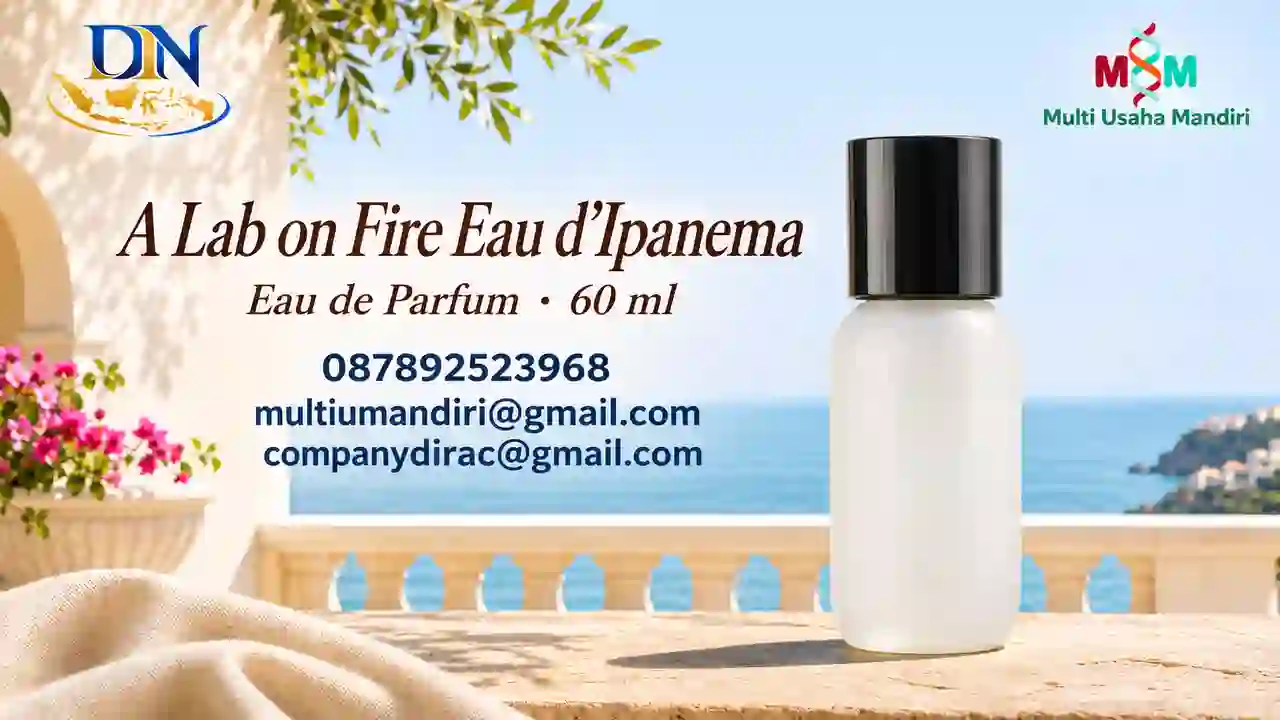 DN
M M
Multi Usaha Mandiri
A Lab on Fire Eau d'Ipanema
Eau de Parfum • 60 ml
087892523968
multiumandiri@gmail.com
companydirac@gmail.com